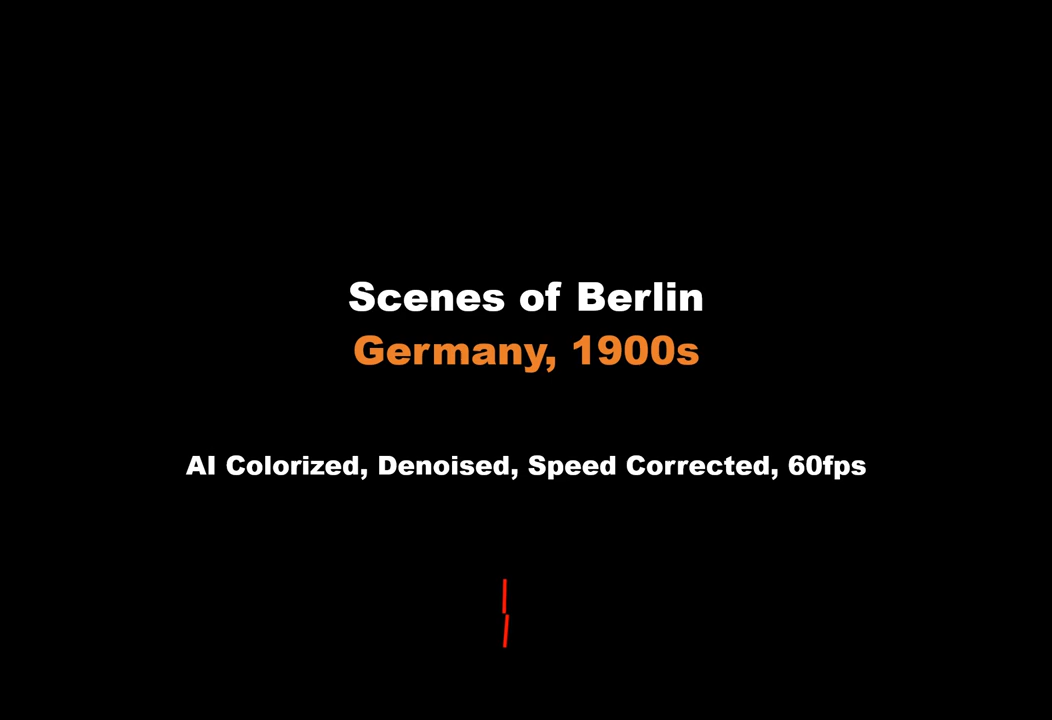 Scenes of Berlin
Germany, 1900s
AI Colorized, Denoised, Speed Corrected, 60fps